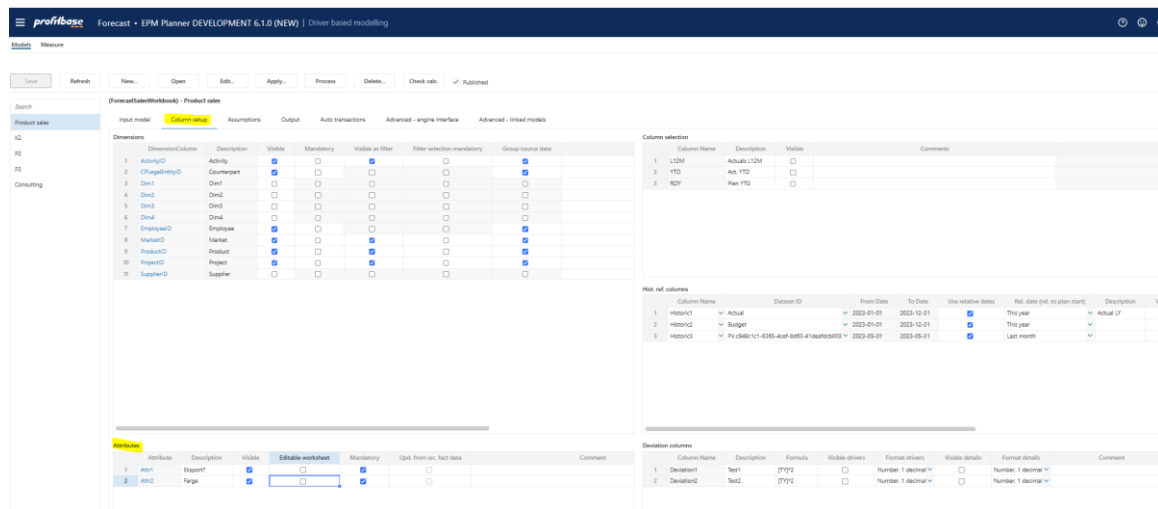 profitbase Forecast • EPM Planner DEVELOPMENT 6.1.0 (NEW) | Driver based modelling
Models Measure
Save Refresh New... Open Edit... Apply... Process Delete... Check calc. Published
Search
Product sales
K2
P2
P3
Consulting
(ForecastSalesWorkbook) - Product sales
Input model Column setup Assumptions Output Auto transactions Advanced - engine interface Advanced - linked models
Dimensions
DimensionColumn Description Visible Mandatory Visible as filter Filter selection mandatory Group source data
1 ActivityID Activity
2 CPLegalEntityID Counterpart
3 Dim1 Dim1
4 Dim2 Dim2
5 Dim3 Dim3
6 Dim4 Dim4
7 EmployeeID Employee
8 MarketID Market
9 ProductID Product
10 ProjectID Project
11 SupplierID Supplier
Column selection
Column Name Description Visible Comments
1 L12M Actuals L12M
2 YTD Act. YTD
3 ROY Plan YTG
Hist. ref. columns
Column Name Dataset ID From Date To Date Use relative dates Rel. date (rel. to plan start) Description
1 Historic1 Actual 2023-01-01 2023-12-31 This year Actual LY
2 Historic2 Budget 2023-01-01 2023-12-31 This year
3 Historic3 2023-05-01 2023-05-31 Last month
Attributes
Attribute Description Visible Editable worksheet Mandatory Upd. from src. fact data Comment
1 Attr1 Eksport?
2 Attr2 Farge
Deviation columns
Column Name Description Formula Visible drivers Format drivers Visible details Format details Comment
1 Deviation1 Test1 [TY]*2 Number, 1 decimal Number, 1 decimal
2 Deviation2 Test2 [TY]*2 Number, 1 decimal Number, 1 decimal